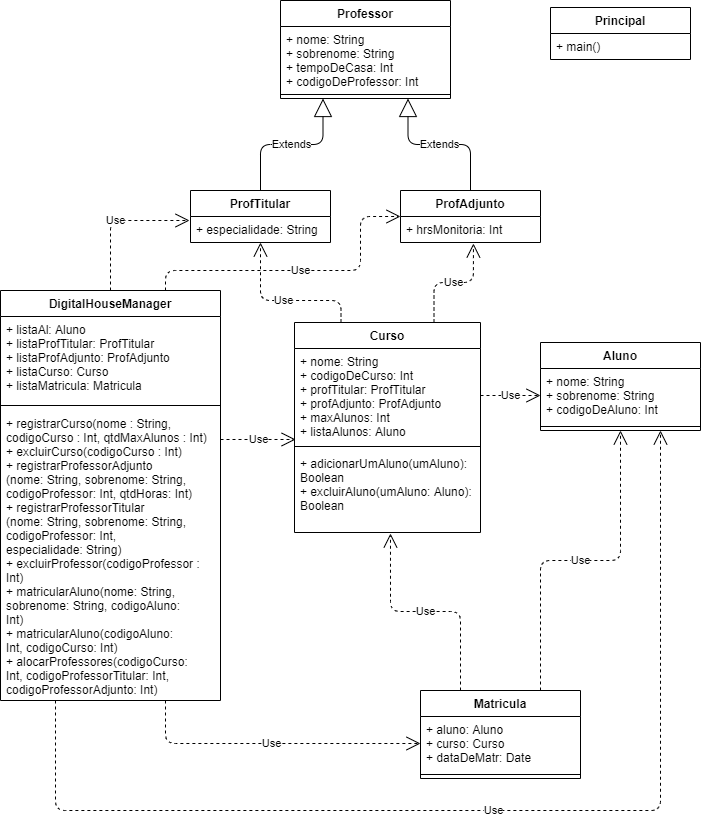 Professor
+ nome: String
+ sobrenome: String
+ tempoDeCasa: Int
+ codigoDeProfessor: Int
Principal
+ main()
Extends
Extends
ProfTitular
+ especialidade: String
ProfAdjunto
+ hrsMonitoria: Int
Use
Use
Use
Use
DigitalHouseManager
+ listaAl: Aluno
+ listaProfTitular: ProfTitular
+ listaProfAdjunto: ProfAdjunto
+ listaCurso: Curso
+ listaMatricula: Matricula
+ registrarCurso(nome : String,
codigoCurso : Int, qtdMaxAlunos : Int)
+ excluirCurso(codigoCurso : Int)
+ registrarProfessorAdjunto
(nome: String, sobrenome: String,
codigoProfessor: Int, qtdHoras: Int)
+ registrarProfessorTitular
(nome: String, sobrenome: String,
codigoProfessor: Int,
especialidade: String)
+ excluirProfessor(codigoProfessor :
Int)
+ matricularAluno(nome: String,
sobrenome: String, codigoAluno:
Int)
+ matricularAluno(codigoAluno:
Int, codigoCurso: Int)
+ alocarProfessores(codigoCurso:
Int, codigoProfessorTitular: Int,
codigoProfessorAdjunto: Int)
Use
Curso
+ nome: String
+ codigoDeCurso: Int
+ profTitular: ProfTitular
+ profAdjunto: ProfAdjunto
+ maxAlunos: Int
+ listaAlunos: Aluno
+ adicionarUmAluno(umAluno):
Boolean
+ excluirAluno(umAluno: Aluno):
Boolean
Use
Aluno
+ nome: String
+ sobrenome: String
+ codigoDeAluno: Int
Use
Use
Matricula
+ aluno: Aluno
+ curso: Curso
+ dataDeMatr: Date
Use
Use